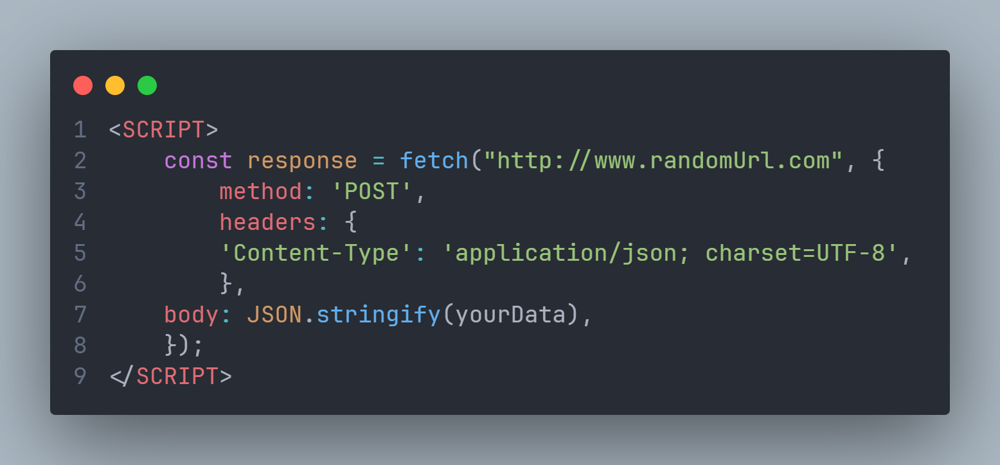 1 <SCRIPT>
2     const response = fetch("http://www.randomUrl.com", {
3         method: 'POST',
4         headers: {
5         'Content-Type': 'application/json; charset=UTF-8',
6         },
7     body: JSON.stringify(yourData),
8     });
9 </SCRIPT>